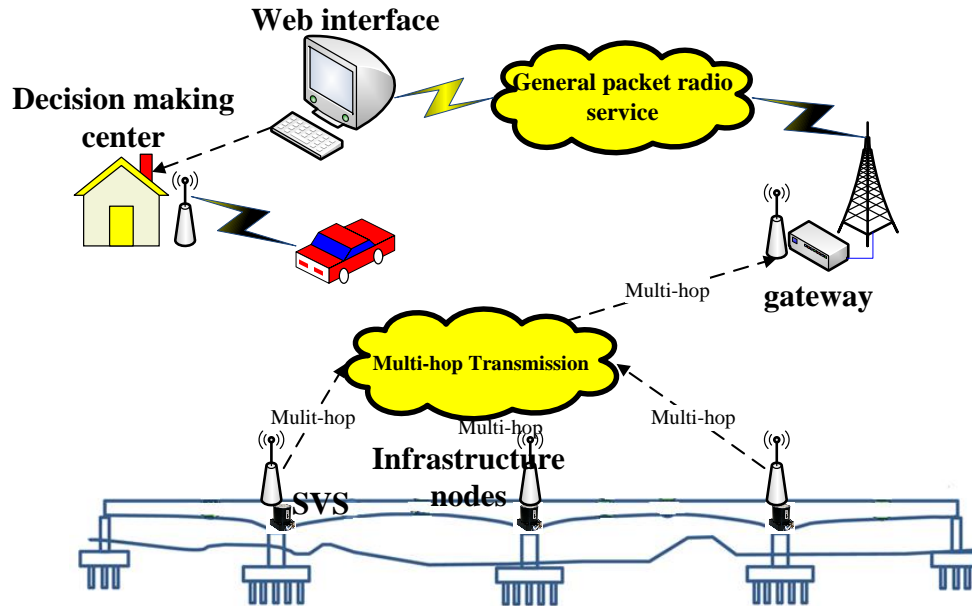 Web interface
General packet radio
service
Decision making
center
Multi-hop
gateway
Multi-hop Transmission
Mulit-hop
Multi-hop
Multi-hop
Infrastructure
nodes
SVS